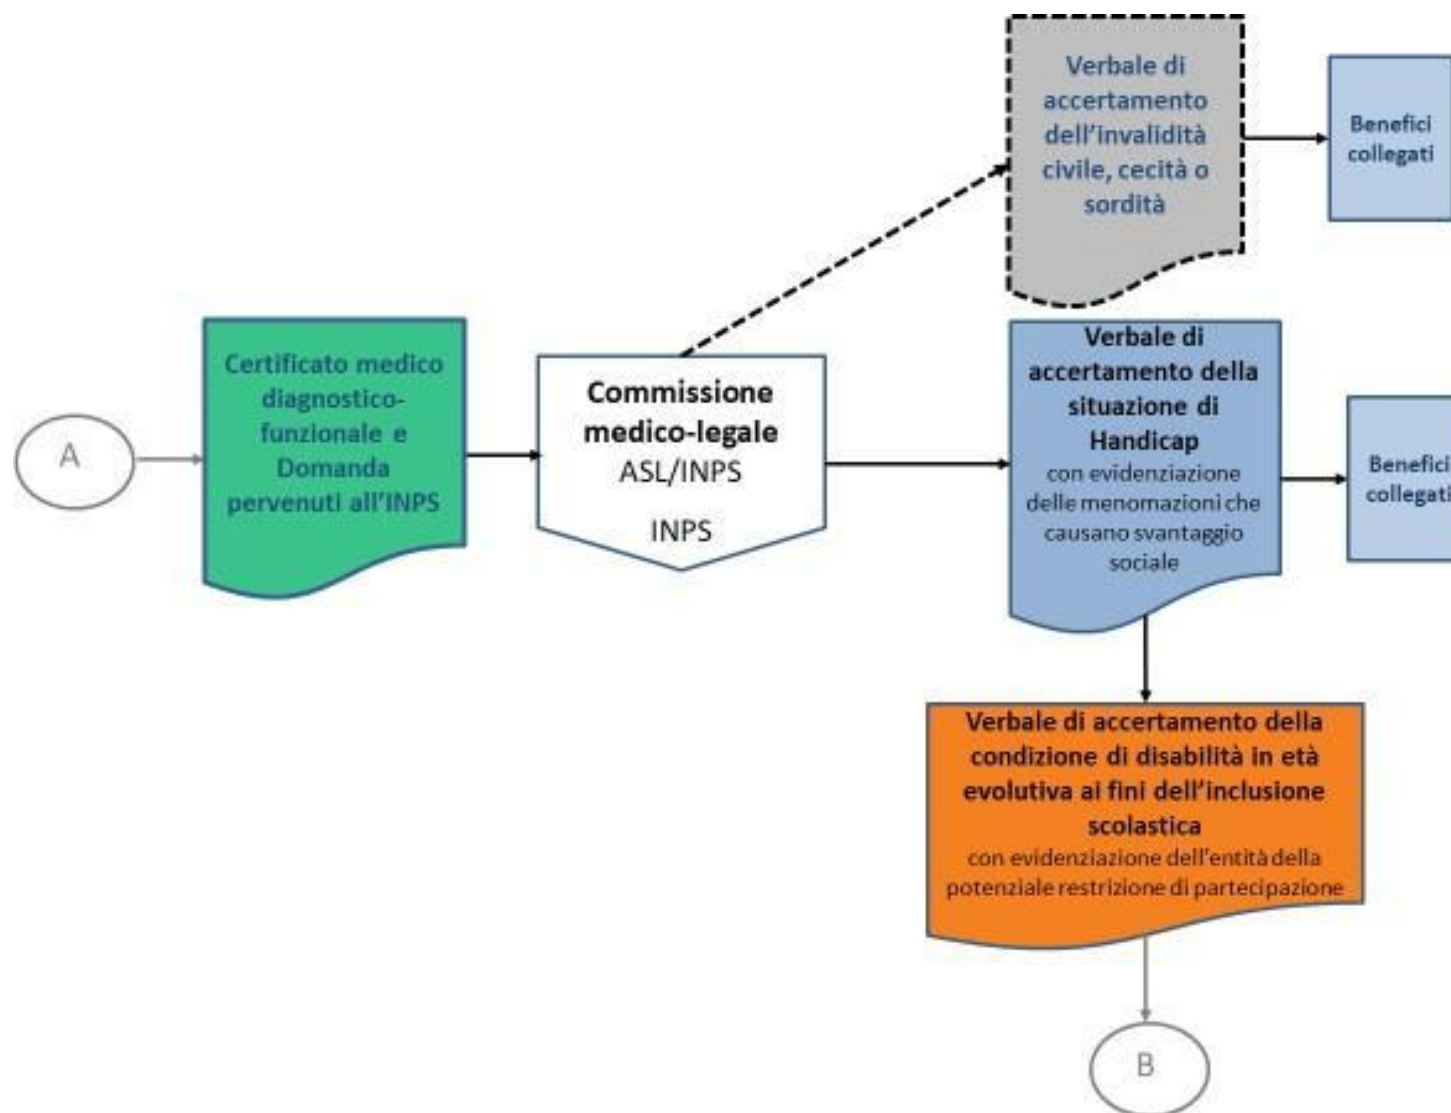 A
Certificato medico
diagnostico-
funzionale e
Domanda
pervenuti all'INPS
Commissione
medico-legale
ASL/INPS
INPS
Verbale di
accertamento
dell'invalidità
civile, cecità o
sordità
Benefici
collegati
Verbale di
accertamento della
situazione di
Handicap
con evidenziazione
delle menomazioni che
causano svantaggio
sociale
Benefici
collegati
Verbale di accertamento della
condizione di disabilità in età
evolutiva ai fini dell'inclusione
scolastica
con evidenziazione dell'entità della
potenziale restrizione di partecipazione
B